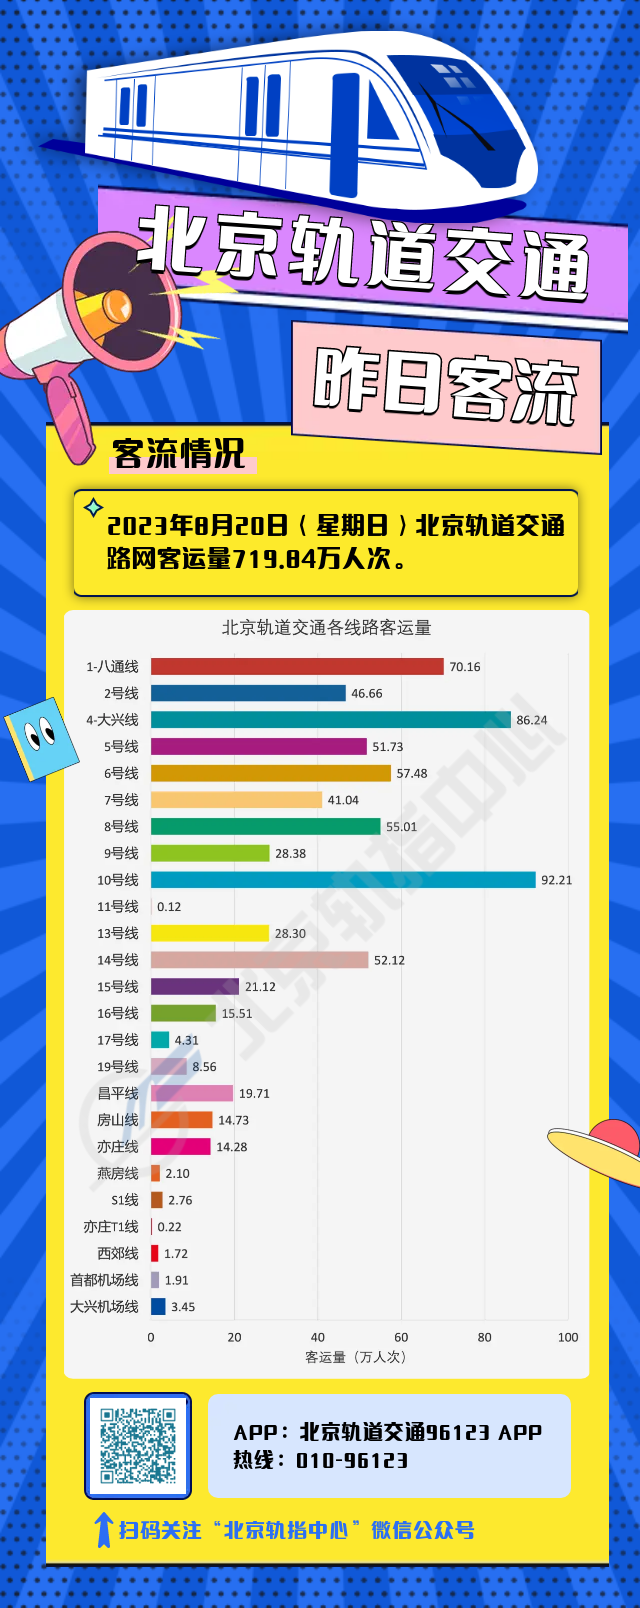 北京轨道交通
昨日客流
客流情况
2023年8月20日（星期日）北京轨道交通
路网客运量719.84万人次。
北京轨道交通各线路客运量
1-八通线 70.16
2号线 46.66
4-大兴线 86.24
5号线 51.73
6号线 57.48
7号线 41.04
8号线 55.01
9号线 28.38
10号线 92.21
11号线 0.12
13号线 28.30
14号线 52.12
15号线 21.12
16号线 15.51
17号线 4.31
19号线 8.56
昌平线 19.71
房山线 14.73
亦庄线 14.28
燕房线 2.10
S1线 2.76
亦庄T1线 0.22
西郊线 1.72
首都机场线 1.91
大兴机场线 3.45
0 20 40 60 80 100
客运量（万人次）
北京轨指中心
APP：北京轨道交通96123 APP
热线：010-96123
扫码关注“北京轨指中心”微信公众号